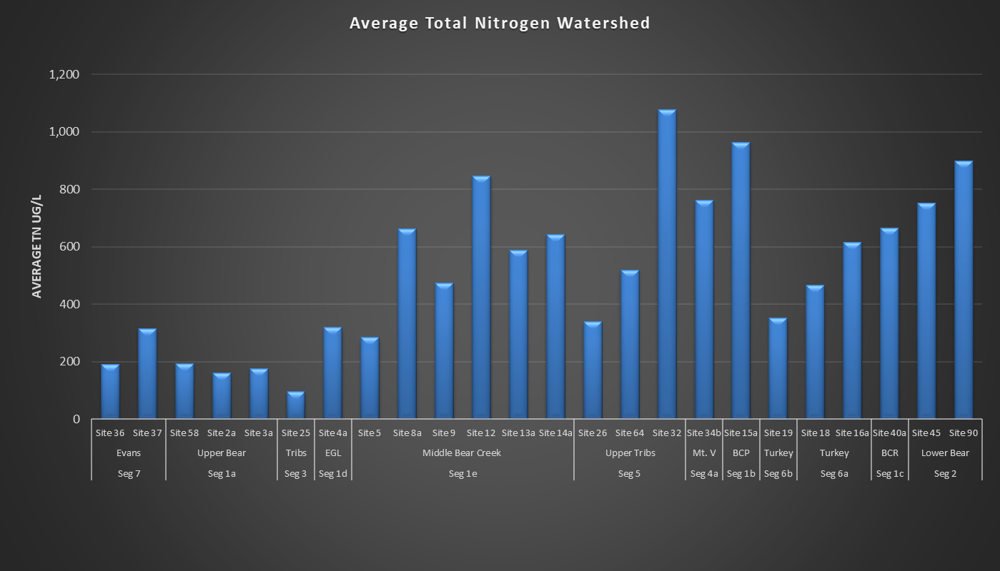 Average Total Nitrogen Watershed
AVERAGE TN UG/L
1,200
1,000
800
600
400
200
0
Site 36 Site 37 Site 58 Site 2a Site 3a Site 25 Site 4a Site 5 Site 8a Site 9 Site 12 Site 13a Site 14a Site 26 Site 64 Site 32 Site 34b Site 15a Site 19 Site 18 Site 16a Site 40a Site 45 Site 90
Evans Upper Bear Tribs EGL Middle Bear Creek Upper Tribs Mt. V BCP Turkey Turkey BCR Lower Bear
Seg 7 Seg 1a Seg 3 Seg 1d Seg 1e Seg 5 Seg 4a Seg 1b Seg 6b Seg 6a Seg 1c Seg 2